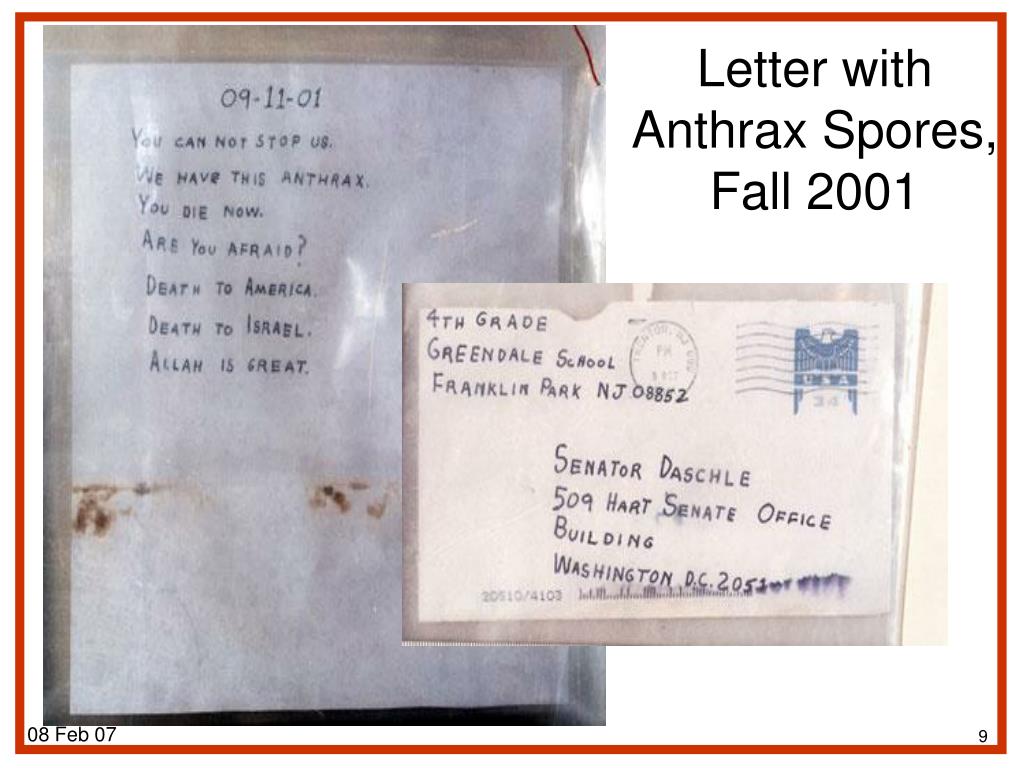 Letter with
Anthrax Spores,
Fall 2001
09-11-01
YOU CAN NOT STOP US.
WE HAVE THIS ANTHRAX.
YOU DIE NOW.
ARE YOU AFRAID?
DEATH TO AMERICA.
DEATH TO ISRAEL.
ALLAH IS GREAT.
4TH GRADE
GREENDALE SCHOOL
FRANKLIN PARK NJ 08852
TRENTON, NJ
PM
USA
34
SENATOR DASCHLE
509 HART SENATE OFFICE
BUILDING
WASHINGTON D.C. 2051
20510/4103
08 Feb 07
9